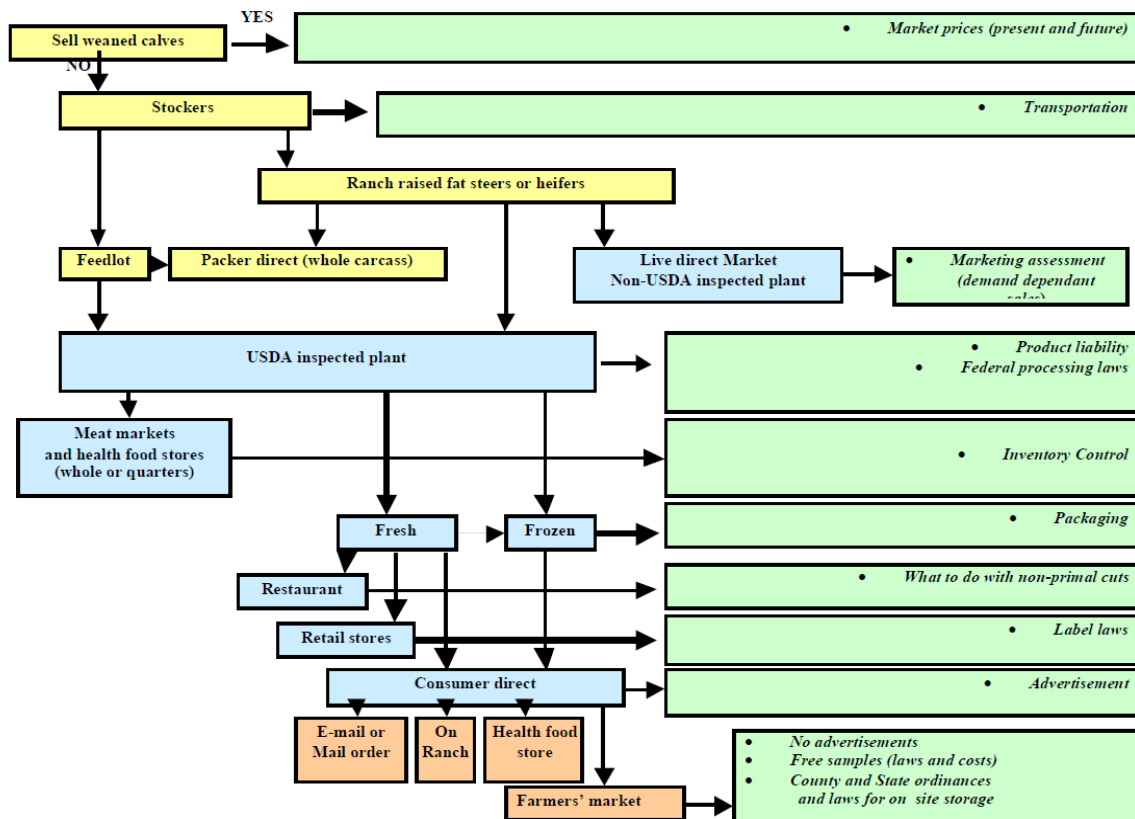 YES
Sell weaned calves
• Market prices (present and future)
NO
Stockers
• Transportation
Ranch raised fat steers or heifers
Feedlot
Packer direct (whole carcass)
Live direct Market
Non-USDA inspected plant
• Marketing assessment
(demand dependant
sales)
USDA inspected plant
• Product liability
• Federal processing laws
Meat markets
and health food stores
(whole or quarters)
• Inventory Control
Fresh
Frozen
• Packaging
Restaurant
• What to do with non-primal cuts
Retail stores
• Label laws
Consumer direct
• Advertisement
E-mail or
Mail order
On
Ranch
Health food
store
• No advertisements
• Free samples (laws and costs)
• County and State ordinances
and laws for on site storage
Farmers' market